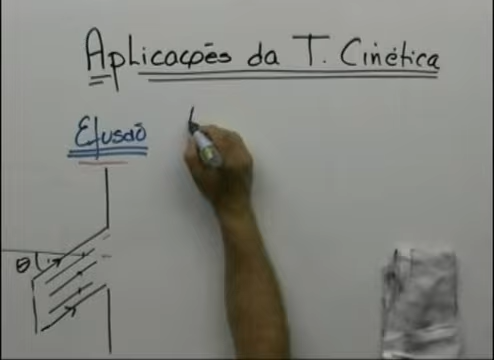 Aplicações da T. Cinética
Efusão
θ